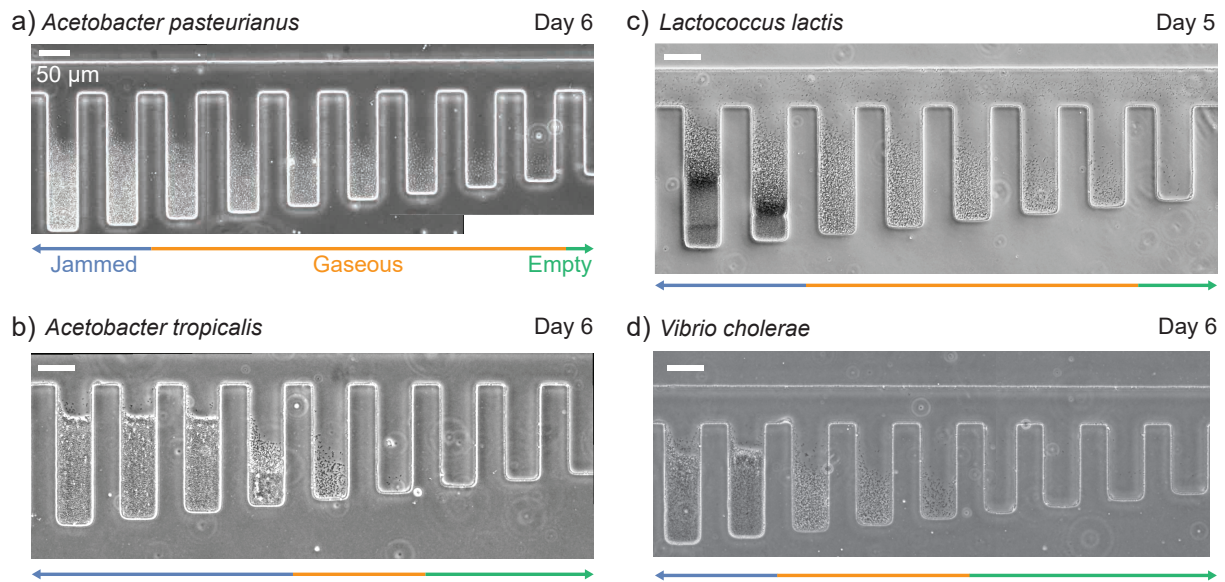 a) Acetobacter pasteurianus Day 6
50 µm
Jammed Gaseous Empty
b) Acetobacter tropicalis Day 6
c) Lactococcus lactis Day 5
d) Vibrio cholerae Day 6